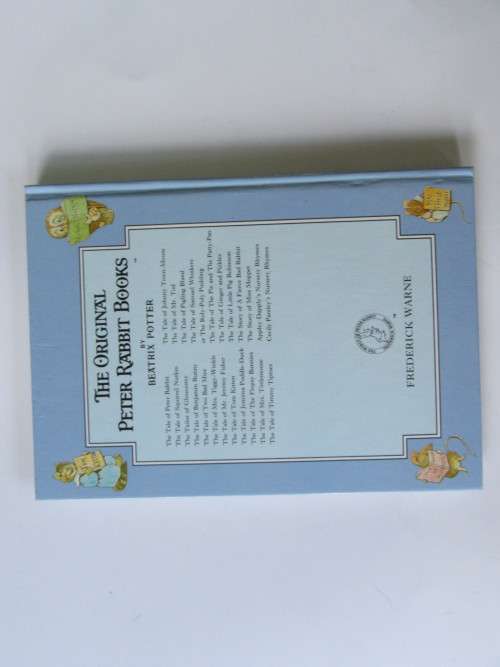 THE ORIGINAL
PETER RABBIT BOOKS™
BY
BEATRIX POTTER
The Tale of Peter Rabbit
The Tale of Squirrel Nutkin
The Tailor of Gloucester
The Tale of Benjamin Bunny
The Tale of Two Bad Mice
The Tale of Mrs. Tiggy-Winkle
The Tale of Mr. Jeremy Fisher
The Tale of Tom Kitten
The Tale of Jemima Puddle-Duck
The Tale of The Flopsy Bunnies
The Tale of Mrs. Tittlemouse
The Tale of Timmy Tiptoes
The Tale of Johnny Town-Mouse
The Tale of Mr. Tod
The Tale of Pigling Bland
The Tale of Samuel Whiskers
or The Roly-Poly Pudding
The Tale of The Pie and The Patty-Pan
The Tale of Ginger and Pickles
The Tale of Little Pig Robinson
The Story of A Fierce Bad Rabbit
The Story of Miss Moppet
Appley Dapply's Nursery Rhymes
Cecily Parsley's Nursery Rhymes
FREDERICK WARNE